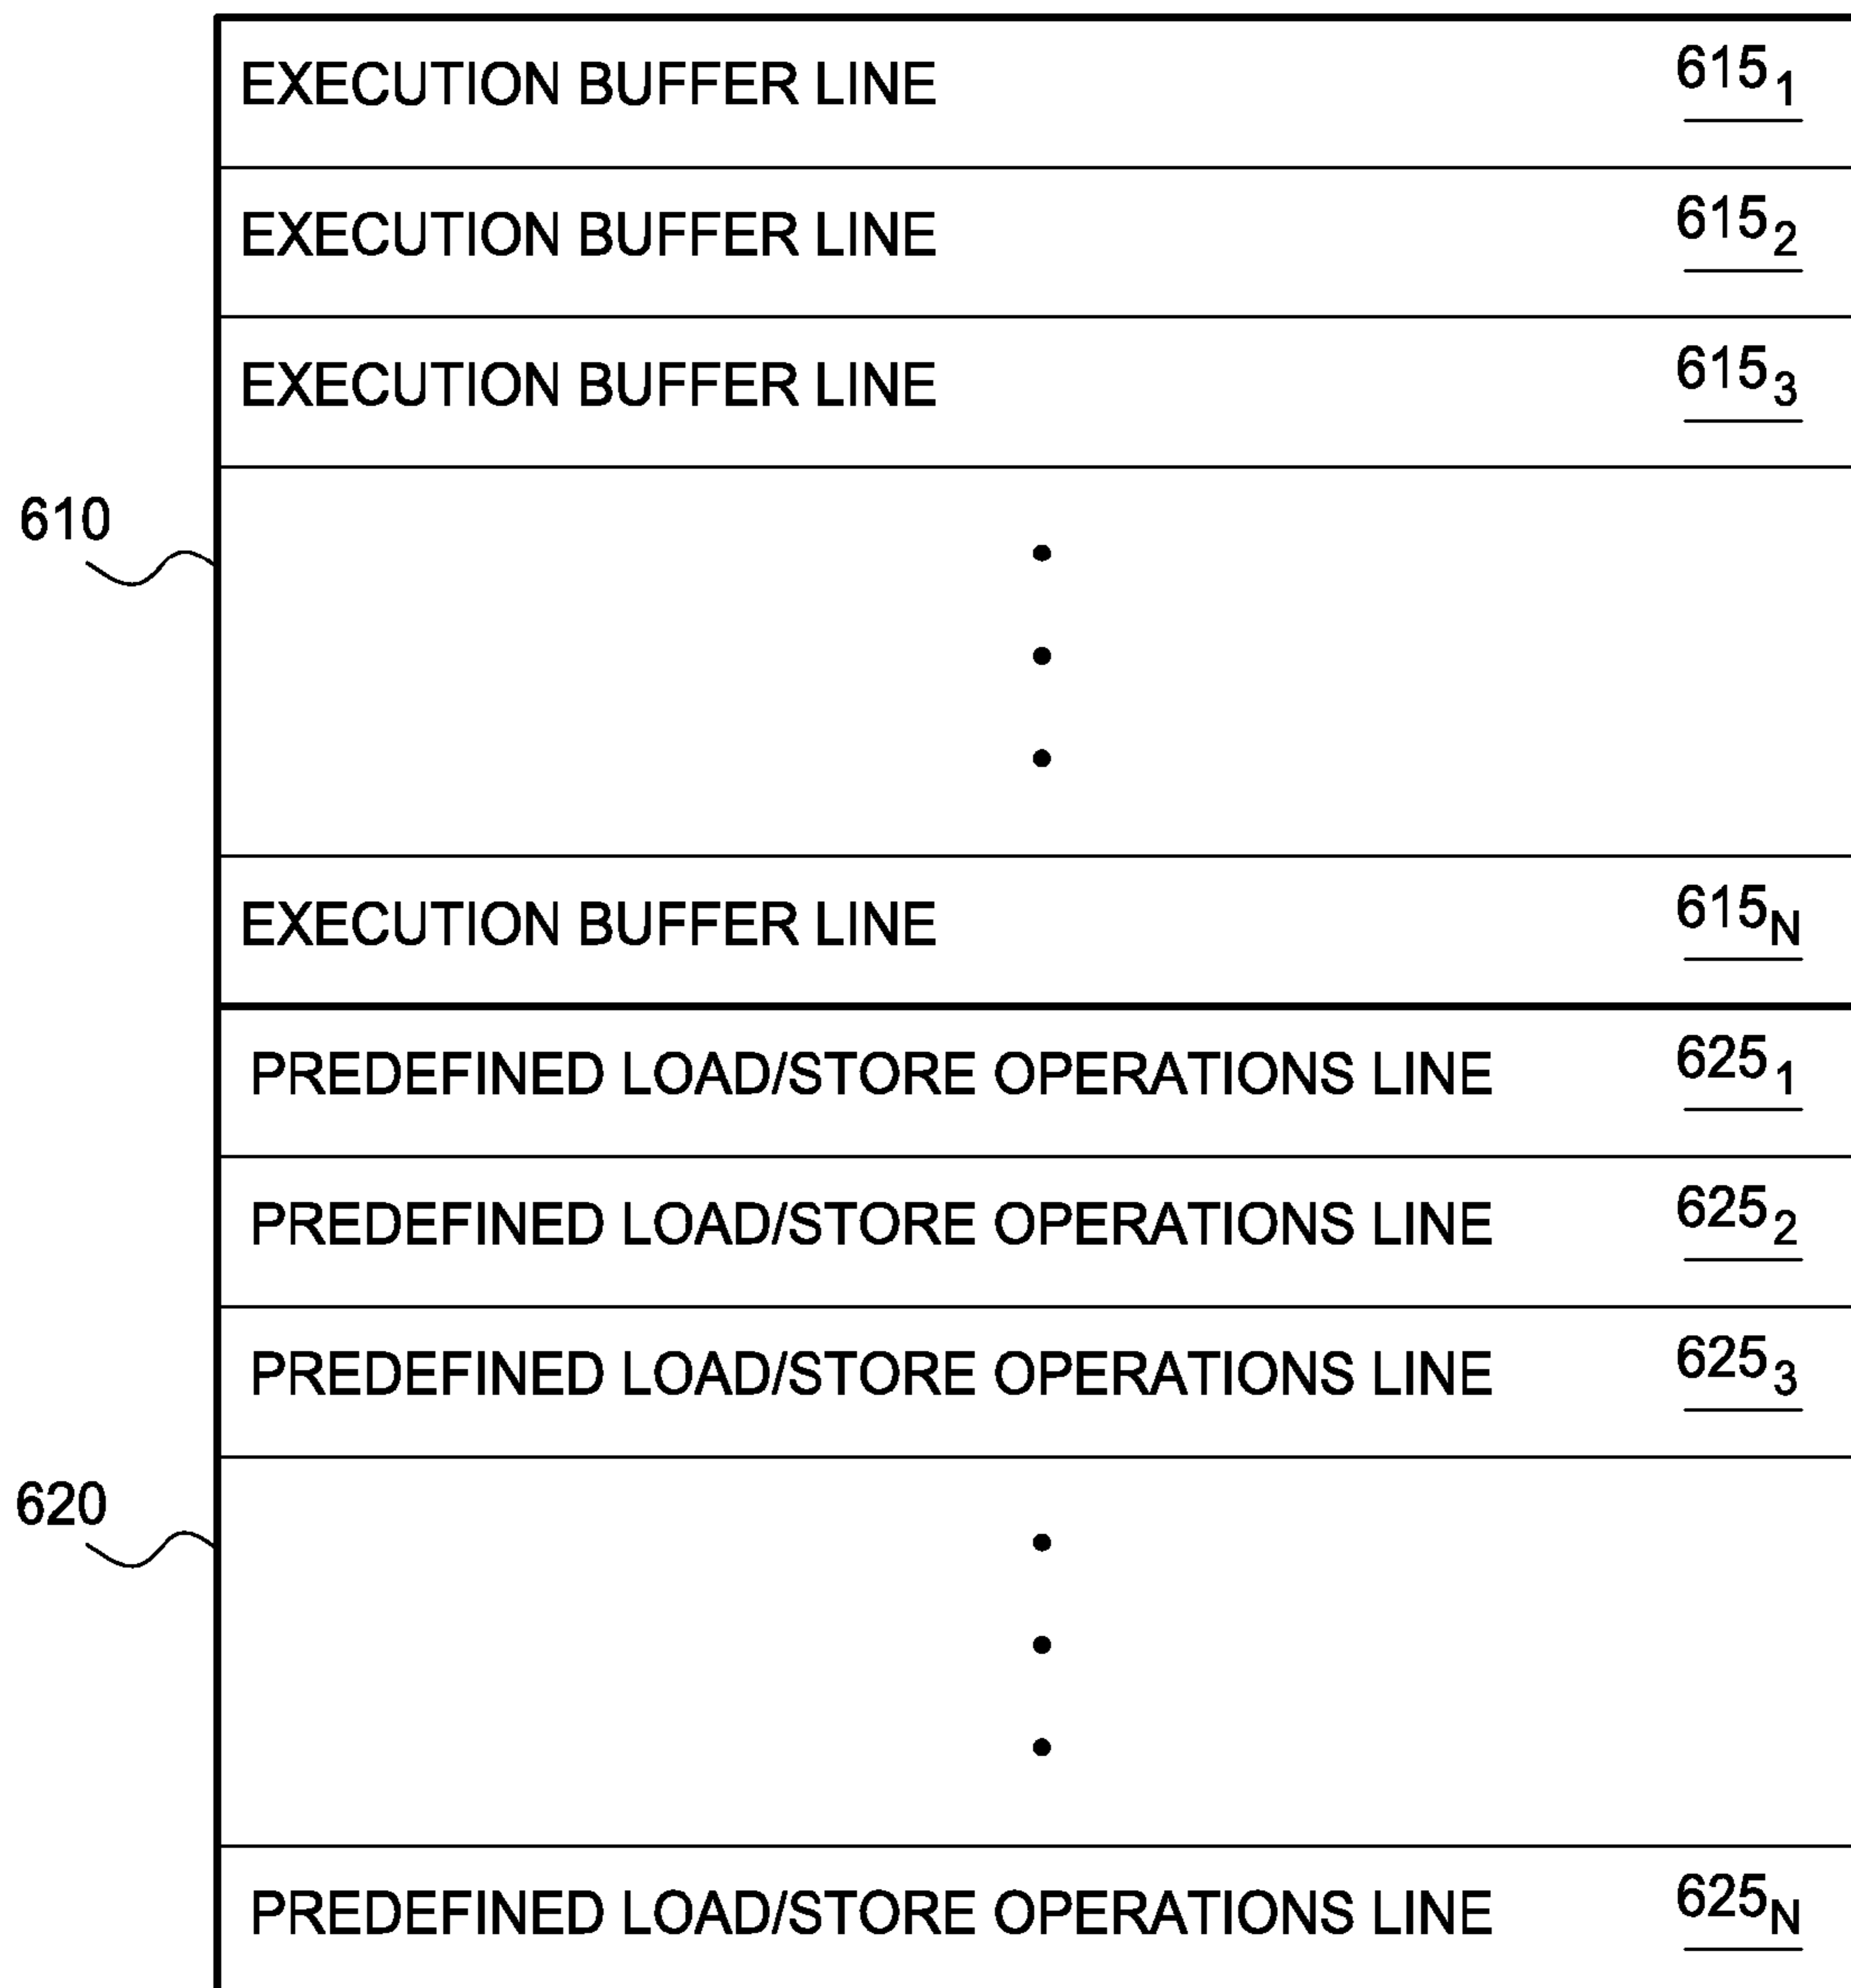 EXECUTION BUFFER LINE 615₁
EXECUTION BUFFER LINE 615₂
EXECUTION BUFFER LINE 615₃
610
EXECUTION BUFFER LINE 615N
PREDEFINED LOAD/STORE OPERATIONS LINE 625₁
PREDEFINED LOAD/STORE OPERATIONS LINE 625₂
PREDEFINED LOAD/STORE OPERATIONS LINE 625₃
620
PREDEFINED LOAD/STORE OPERATIONS LINE 625N